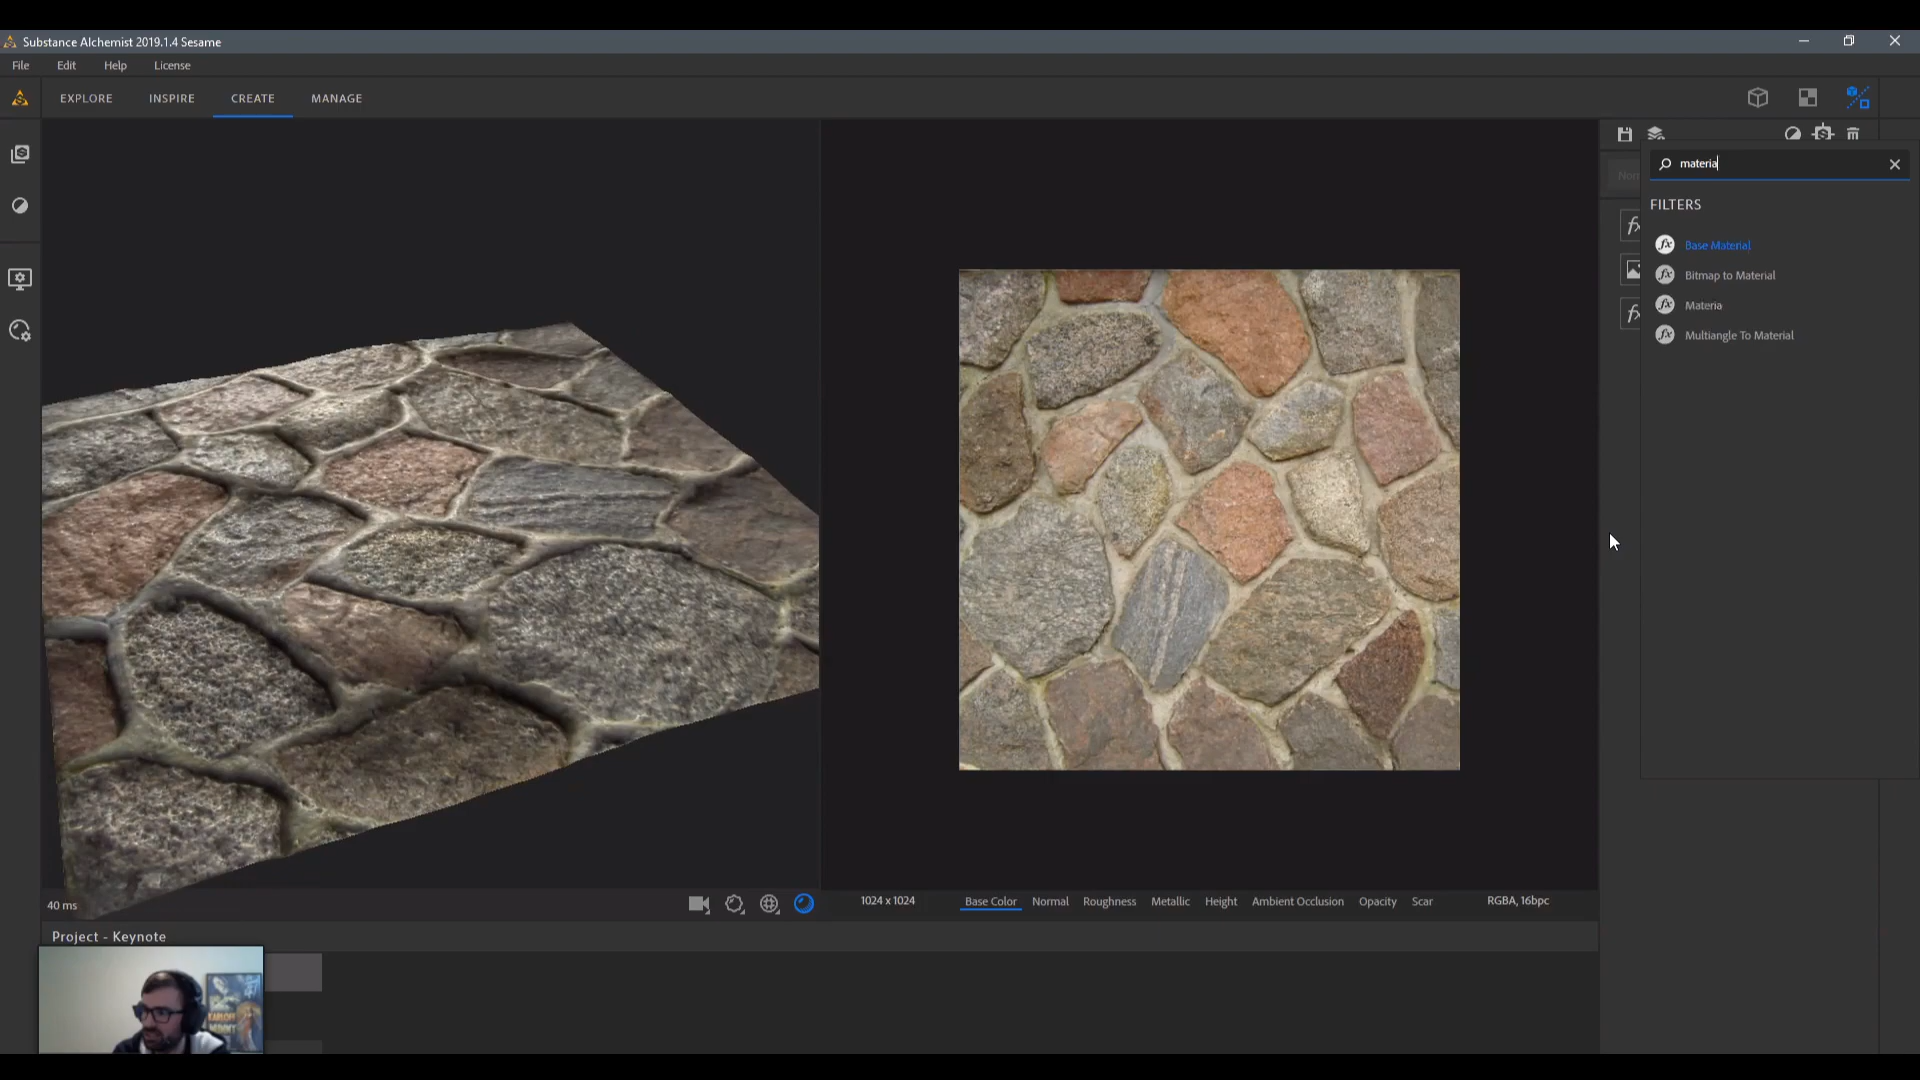 Substance Alchemist 2019.1.4 Sesame
File Edit Help License
EXPLORE INSPIRE CREATE MANAGE
materia
FILTERS
Base Material
Bitmap to Material
Materia
Multiangle To Material
40 ms
1024 x 1024 Base Color Normal Roughness Metallic Height Ambient Occlusion Opacity Scar RGBA, 16bpc
Project - Keynote
KARLOFF